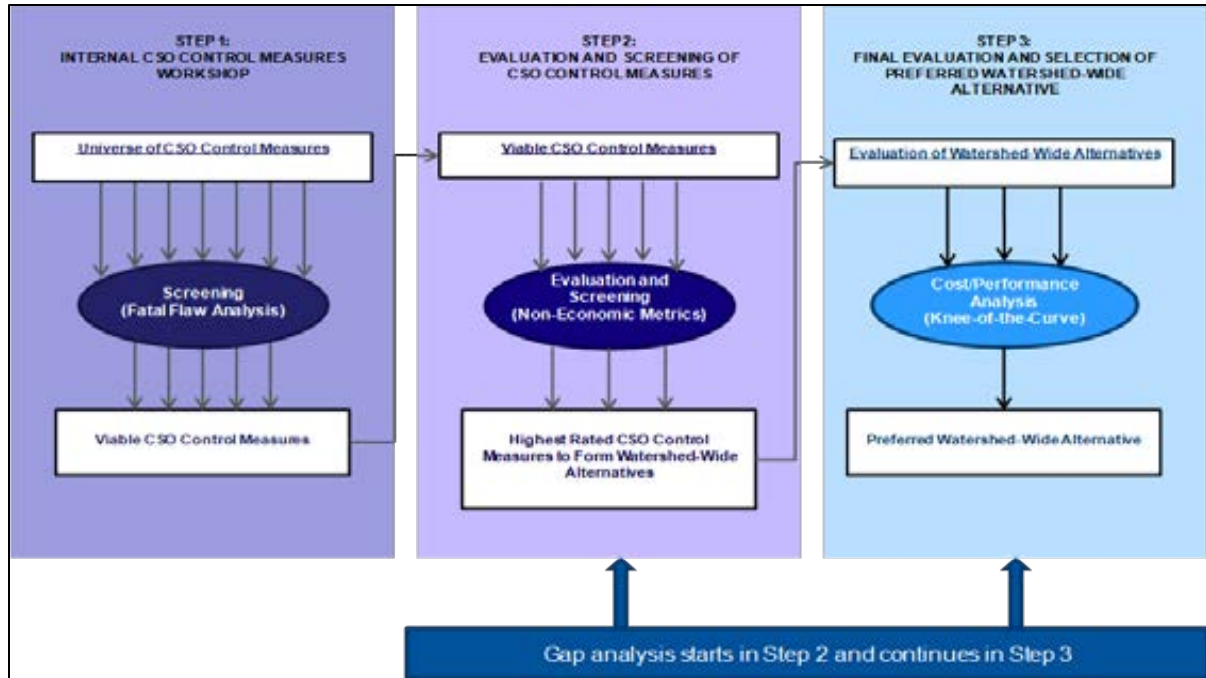 STEP 1:
INTERNAL CSO CONTROL MEASURES
WORKSHOP
Universe of CSO Control Measures
Screening
(Fatal Flaw Analysis)
Viable CSO Control Measures
STEP 2:
EVALUATION AND SCREENING OF
CSO CONTROL MEASURES
Viable CSO Control Measures
Evaluation and
Screening
(Non-Economic Metrics)
Highest Rated CSO Control
Measures to Form Watershed-Wide
Alternatives
STEP 3:
FINAL EVALUATION AND SELECTION OF
PREFERRED WATERSHED-WIDE
ALTERNATIVE
Evaluation of Watershed-Wide Alternatives
Cost/Performance
Analysis
(Knee-of-the-Curve)
Preferred Watershed-Wide Alternative
Gap analysis starts in Step 2 and continues in Step 3